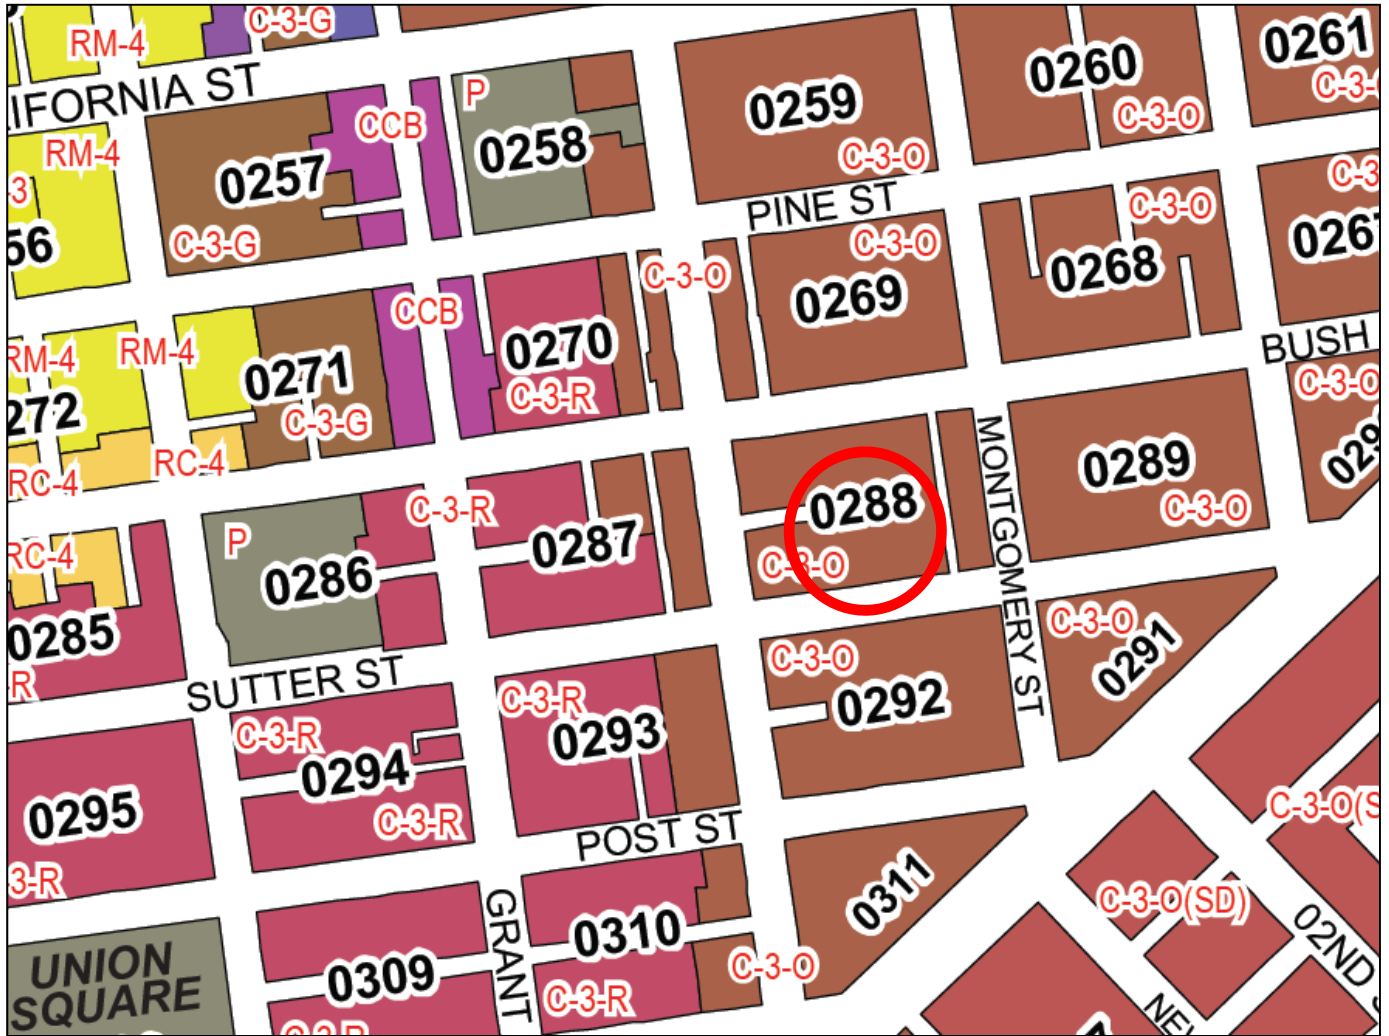 C-3-G
RM-4
0261
0260
C-3-O
0259
P
LIFORNIA ST
CCB
C-3-O
0258
RM-4
0257
C-3-O
PINE ST
C-3-G
56
C-3-O
0268
0269
0267
C-3-O
CCB
0270
BUSH
RM-4
RM-4
0271
C-3-R
C-3-O
272
C-3-G
MONTGOMERY ST
0289
RC-4
RC-4
C-3-R
0288
C-3-O
P
0287
C-3-O
RC-4
0286
0285
C-3-O
0291
C-3-O
SUTTER ST
0292
C-3-R
C-3-R
0293
0294
0295
C-3-R
POST ST
C-3-O(S
3-R
0311
C-3-O(SD)
GRANT
0310
02ND S
UNION
SQUARE
0309
C-3-O
C-3-R
NEW
C-3-R